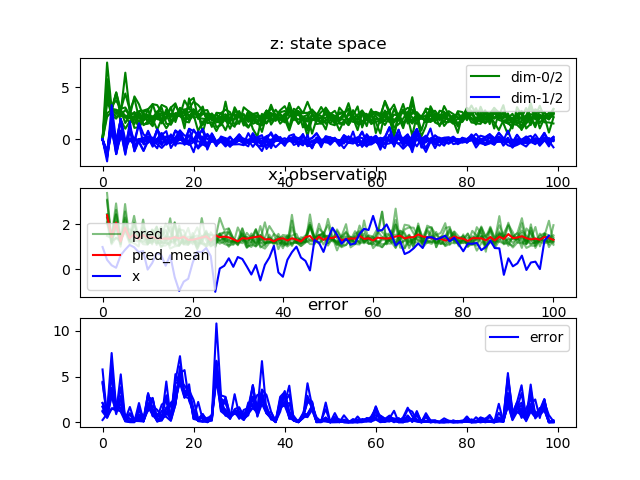 z: state space
5
0
dim-0/2
dim-1/2
0 20 40 60 80 100
x: observation
2
0
pred
pred_mean
x
0 20 40 60 80 100
error
10
5
0
error
0 20 40 60 80 100